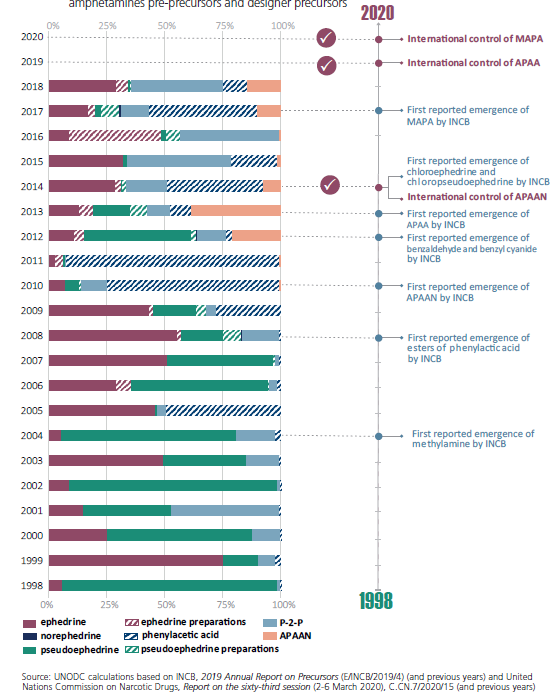 amphetamines pre-precursors and designer precursors
2020
0% 25% 50% 75% 100%
2020
International control of MAPA
2019
International control of APAA
2018
2017
First reported emergence of
MAPA by INCB
2016
2015
First reported emergence of
chloroephedrine and
chloropseudoephedrine by INCB
2014
International control of APAAN
2013
First reported emergence of
APAA by INCB
2012
First reported emergence of
benzaldehyde and benzyl cyanide
by INCB
2011
2010
First reported emergence of
APAAN by INCB
2009
2008
First reported emergence of
esters of phenylactic acid
by INCB
2007
2006
2005
2004
First reported emergence of
methylamine by INCB
2003
2002
2001
2000
1999
1998
0% 25% 50% 75% 100%
1998
ephedrine ephedrine preparations P-2-P
norephedrine phenylacetic acid APAAN
pseudoephedrine pseudoephedrine preparations
Source: UNODC calculations based on INCB, 2019 Annual Report on Precursors (E/INCB/2019/4) (and previous years) and United
Nations Commission on Narcotic Drugs, Report on the sixty-third session (2-6 March 2020), C.CN.7/2020/15 (and previous years)